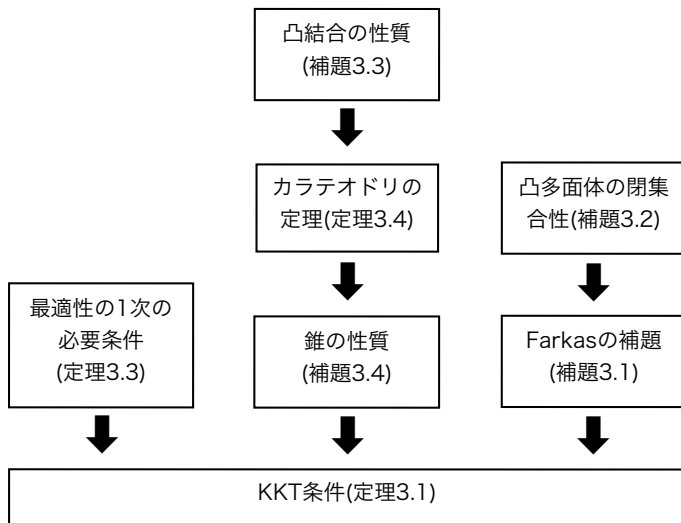 凸結合の性質
(補題3.3)
カラテオドリの
定理(定理3.4)
凸多面体の閉集
合性(補題3.2)
最適性の1次の
必要条件
(定理3.3)
錐の性質
(補題3.4)
Farkasの補題
(補題3.1)
KKT条件(定理3.1)